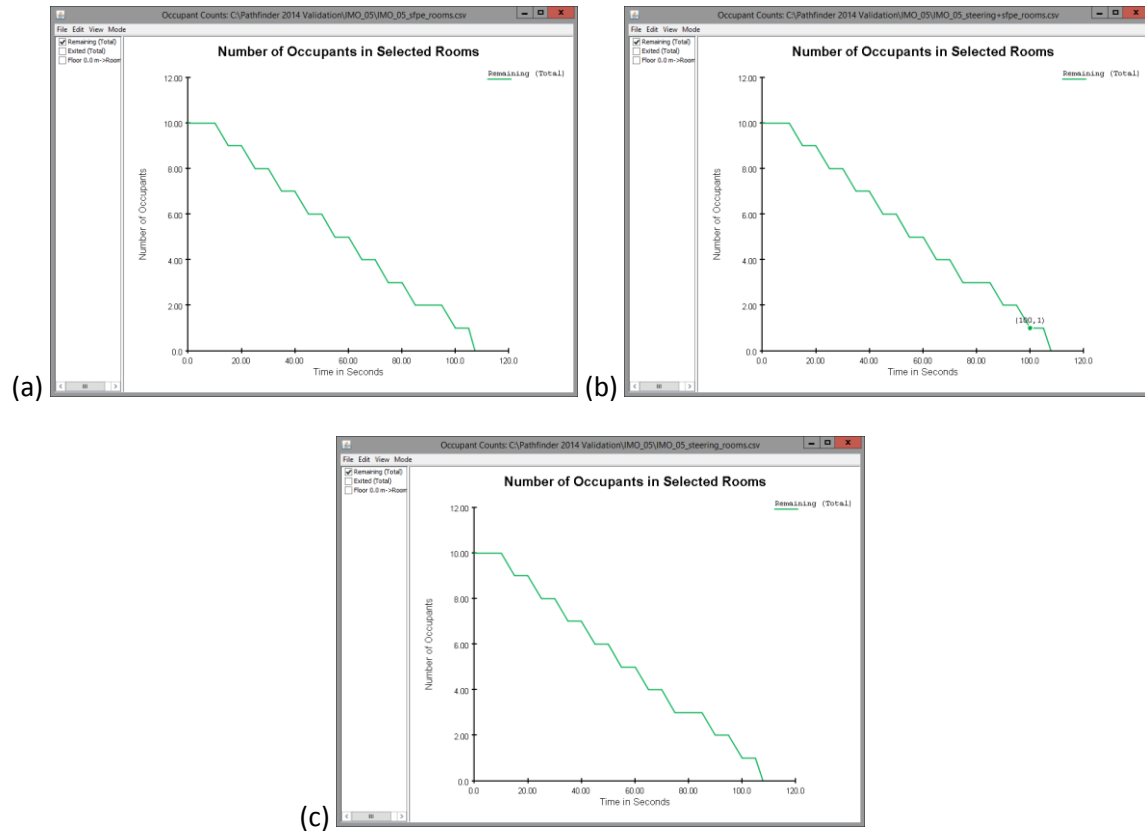 Occupant Counts: C:\Pathfinder 2014 Validation\IMO_05\IMO_05_sfpe_rooms.csv
File Edit View Mode
Remaining (Total)
Exited (Total)
Floor 0.0 m->Room
Number of Occupants in Selected Rooms
Remaining (Total)
12.00
10.00
8.00
6.00
4.00
2.00
0.0
Number of Occupants
0.0 20.00 40.00 60.00 80.00 100.0 120.0
Time in Seconds
(a)
Occupant Counts: C:\Pathfinder 2014 Validation\IMO_05\IMO_05_steering+sfpe_rooms.csv
File Edit View Mode
Remaining (Total)
Exited (Total)
Floor 0.0 m->Room
Number of Occupants in Selected Rooms
Remaining (Total)
12.00
10.00
8.00
6.00
4.00
2.00
0.0
Number of Occupants
(100,1)
0.0 20.00 40.00 60.00 80.00 100.0 120.0
Time in Seconds
(b)
Occupant Counts: C:\Pathfinder 2014 Validation\IMO_05\IMO_05_steering_rooms.csv
File Edit View Mode
Remaining (Total)
Exited (Total)
Floor 0.0 m->Room
Number of Occupants in Selected Rooms
Remaining (Total)
12.00
10.00
8.00
6.00
4.00
2.00
0.0
Number of Occupants
0.0 20.00 40.00 60.00 80.00 100.0 120.0
Time in Seconds
(c)